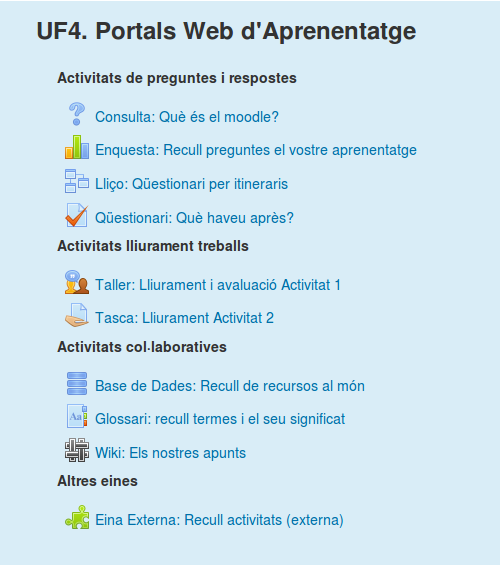 UF4. Portals Web d'Aprenentatge
Activitats de preguntes i respostes
Consulta: Què és el moodle?
Enquesta: Recull preguntes el vostre aprenentatge
Lliço: Qüestionari per itineraris
Qüestionari: Què haveu après?
Activitats lliurament treballs
Taller: Lliurament i avaluació Activitat 1
Tasca: Lliurament Activitat 2
Activitats col·laboratives
Base de Dades: Recull de recursos al món
Aa
Glossari: recull termes i el seu significat
Wiki: Els nostres apunts
Altres eines
Eina Externa: Recull activitats (externa)